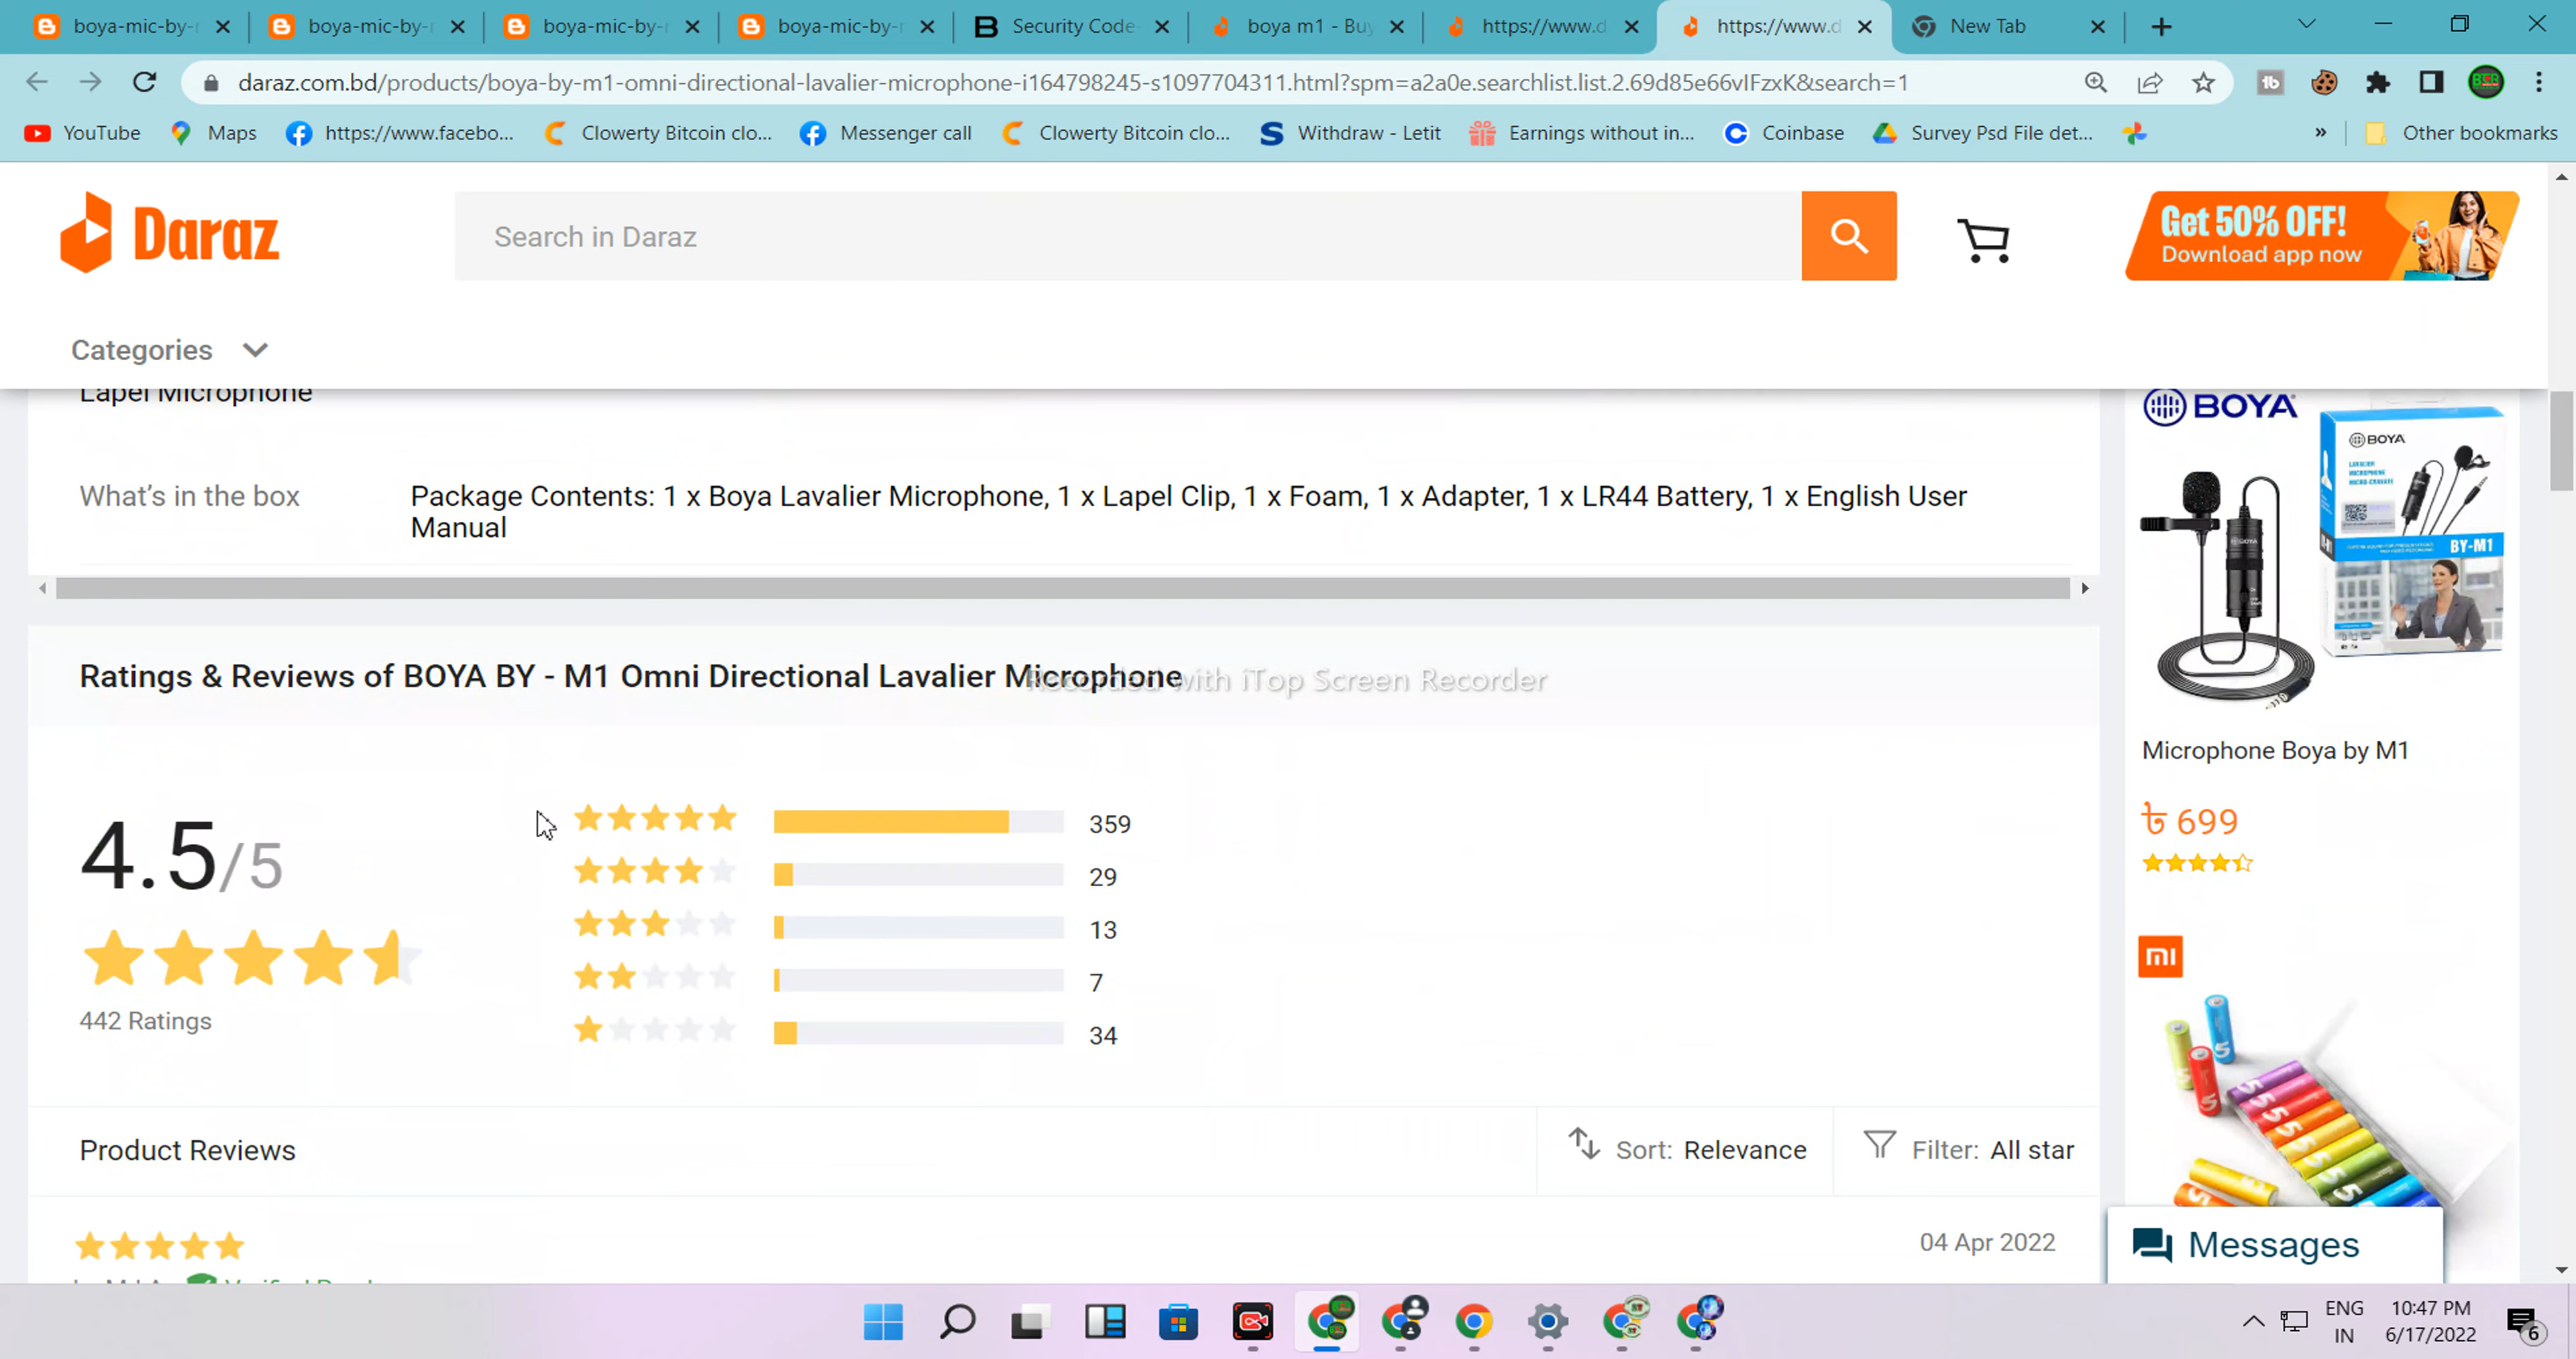 boya-mic-by-
boya-mic-by-
boya-mic-by-
boya-mic-by-
Security Code
boya m1 - Buy
https://www.d
https://www.d
New Tab
daraz.com.bd/products/boya-by-m1-omni-directional-lavalier-microphone-i164798245-s1097704311.html?spm=a2a0e.searchlist.list.2.69d85e66vIFzxK&search=1
YouTube
Maps
https://www.facebo...
Clowerty Bitcoin clo...
Messenger call
Clowerty Bitcoin clo...
Withdraw - Letit
Earnings without in...
Coinbase
Survey Psd File det...
»
Other bookmarks
Daraz
Search in Daraz
Get 50% OFF!
Download app now
Categories
Lapel Microphone
What's in the box
Package Contents: 1 x Boya Lavalier Microphone, 1 x Lapel Clip, 1 x Foam, 1 x Adapter, 1 x LR44 Battery, 1 x English User
Manual
Ratings & Reviews of BOYA BY - M1 Omni Directional Lavalier Microphone
Recorded with iTop Screen Recorder
4.5/5
442 Ratings
359
29
13
7
34
Product Reviews
Sort: Relevance
Filter: All star
04 Apr 2022
BOYA
BOYA
LAVALIER
MICROPHONE
BY-M1
Microphone Boya by M1
৳ 699
mi
Messages
ENG
IN
10:47 PM
6/17/2022
6